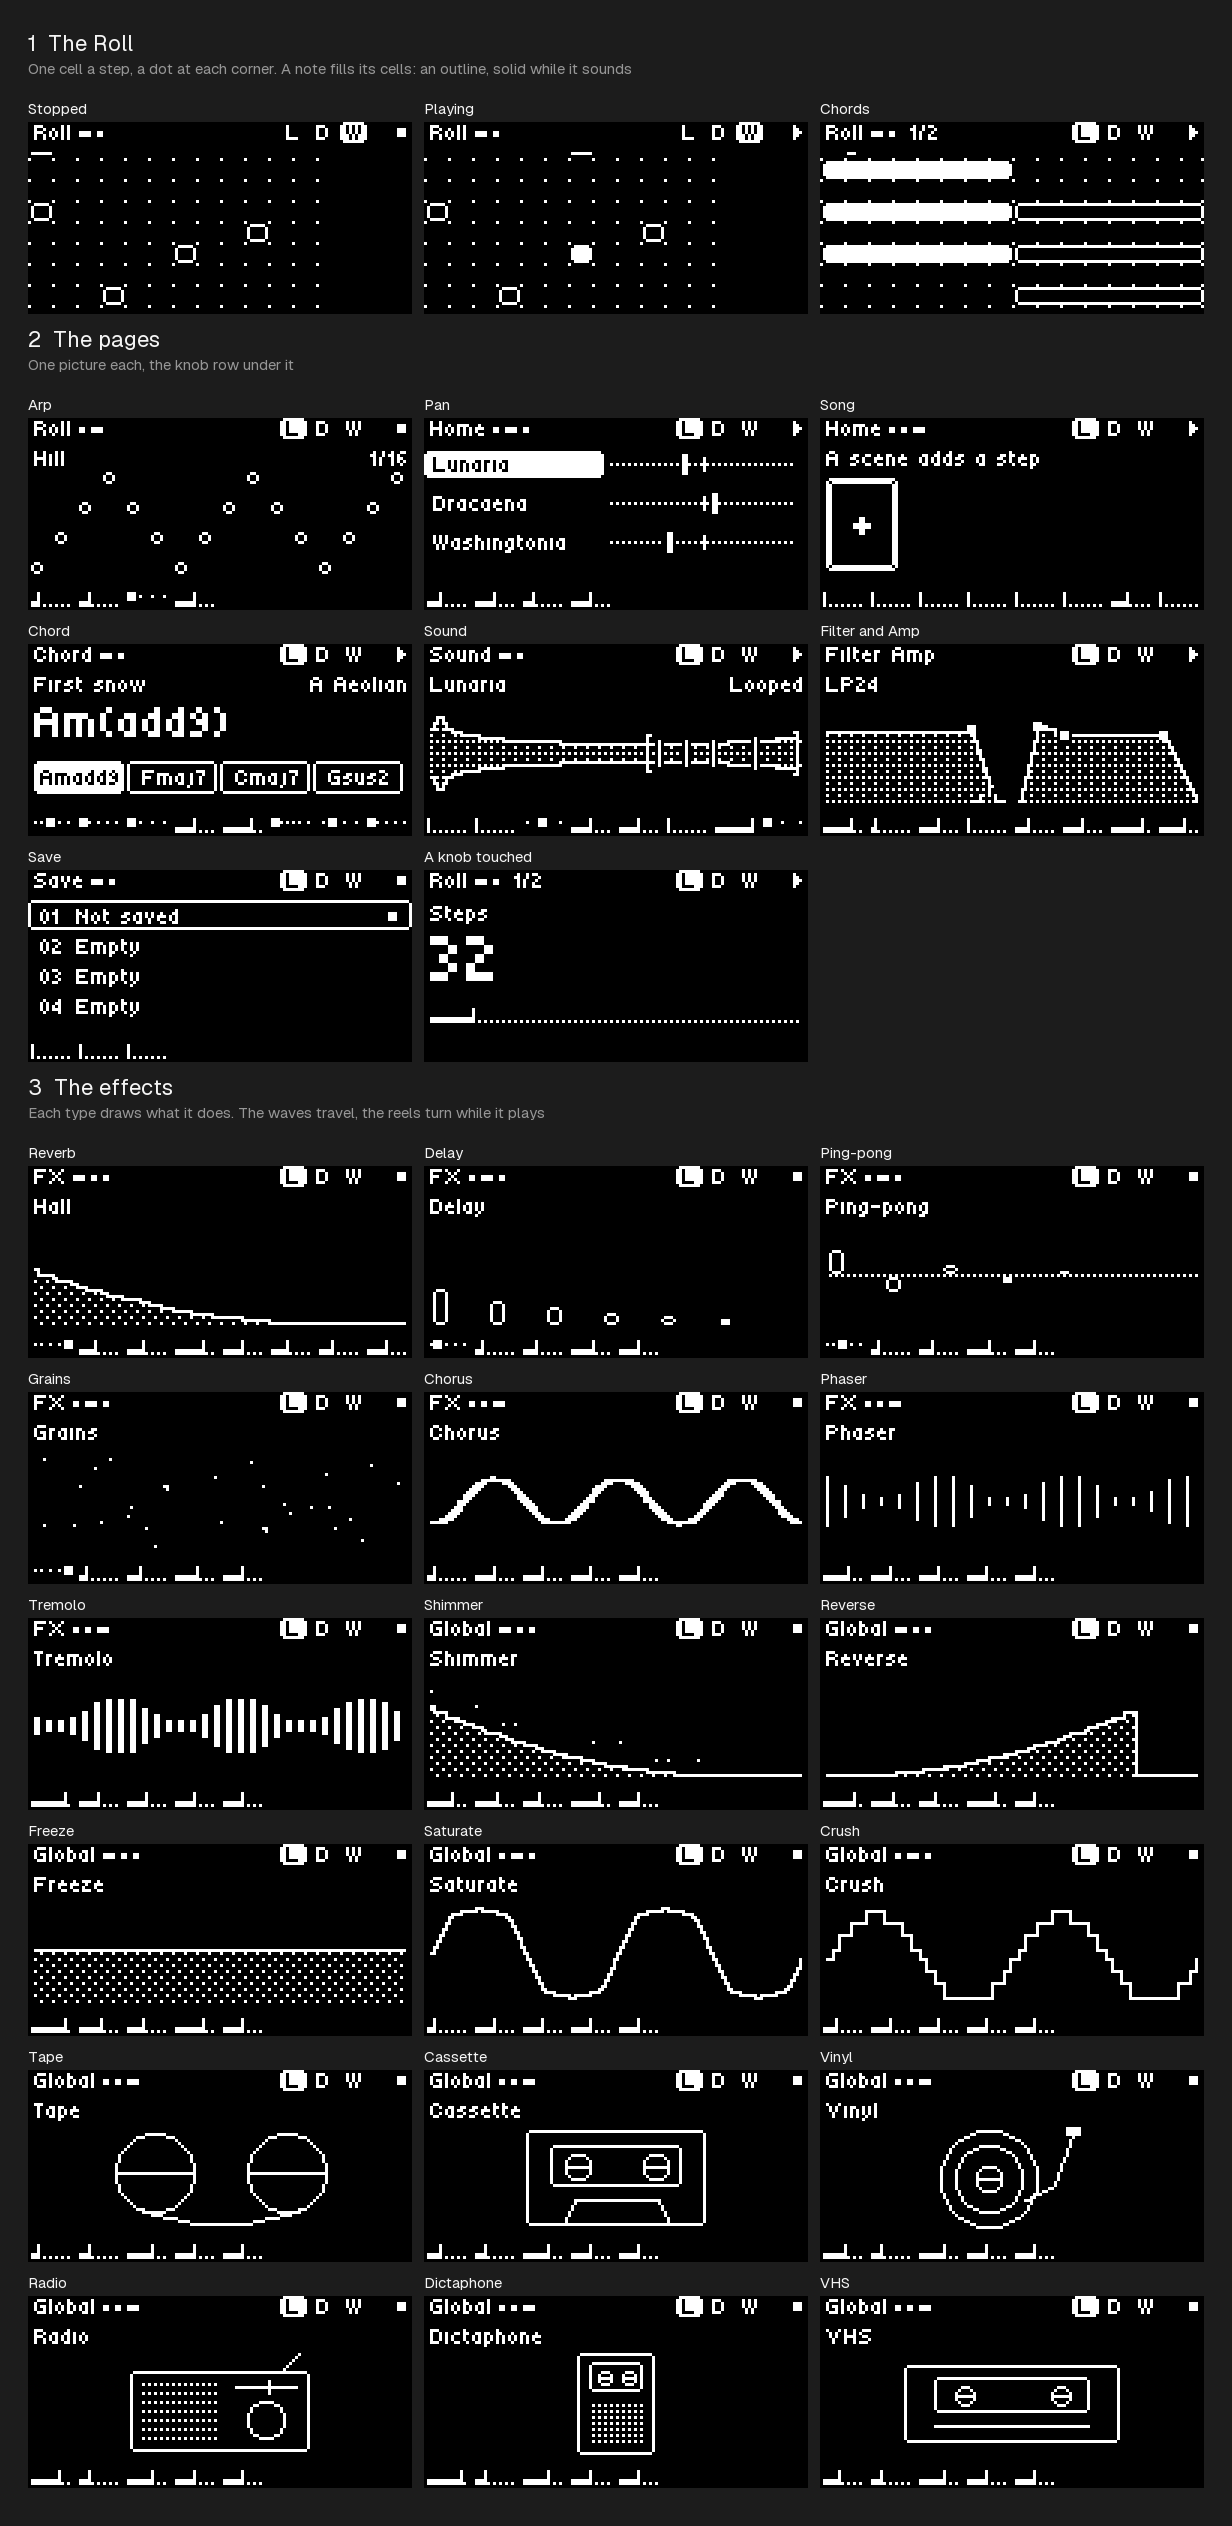 1 The Roll
One cell a step, a dot at each corner. A note fills its cells: an outline, solid while it sounds
Stopped
Playing
Chords
Roll L D W
Roll L D W
Roll 1/2 L D W
2 The pages
One picture each, the knob row under it
Arp
Pan
Song
Roll L D W
Home L D W
Home L D W
Hill 1/16
Lunaria
Dracaena
Washingtonia
A scene adds a step
+
Chord
Sound
Filter and Amp
Chord L D W
Sound L D W
Filter Amp L D W
First snow A Aeolian
Am(add9)
Amadd9 Fmaj7 Cmaj7 Gsus2
Lunaria Looped
LP24
Save
A knob touched
Save L D W
Roll 1/2 L D W
01 Not saved
02 Empty
03 Empty
04 Empty
Steps
32
3 The effects
Each type draws what it does. The waves travel, the reels turn while it plays
Reverb
Delay
Ping-pong
FX L D W
FX L D W
FX L D W
Hall
Delay
Ping-pong
Grains
Chorus
Phaser
FX L D W
FX L D W
FX L D W
Grains
Chorus
Phaser
Tremolo
Shimmer
Reverse
FX L D W
Global L D W
Global L D W
Tremolo
Shimmer
Reverse
Freeze
Saturate
Crush
Global L D W
Global L D W
Global L D W
Freeze
Saturate
Crush
Tape
Cassette
Vinyl
Global L D W
Global L D W
Global L D W
Tape
Cassette
Vinyl
Radio
Dictaphone
VHS
Global L D W
Global L D W
Global L D W
Radio
Dictaphone
VHS